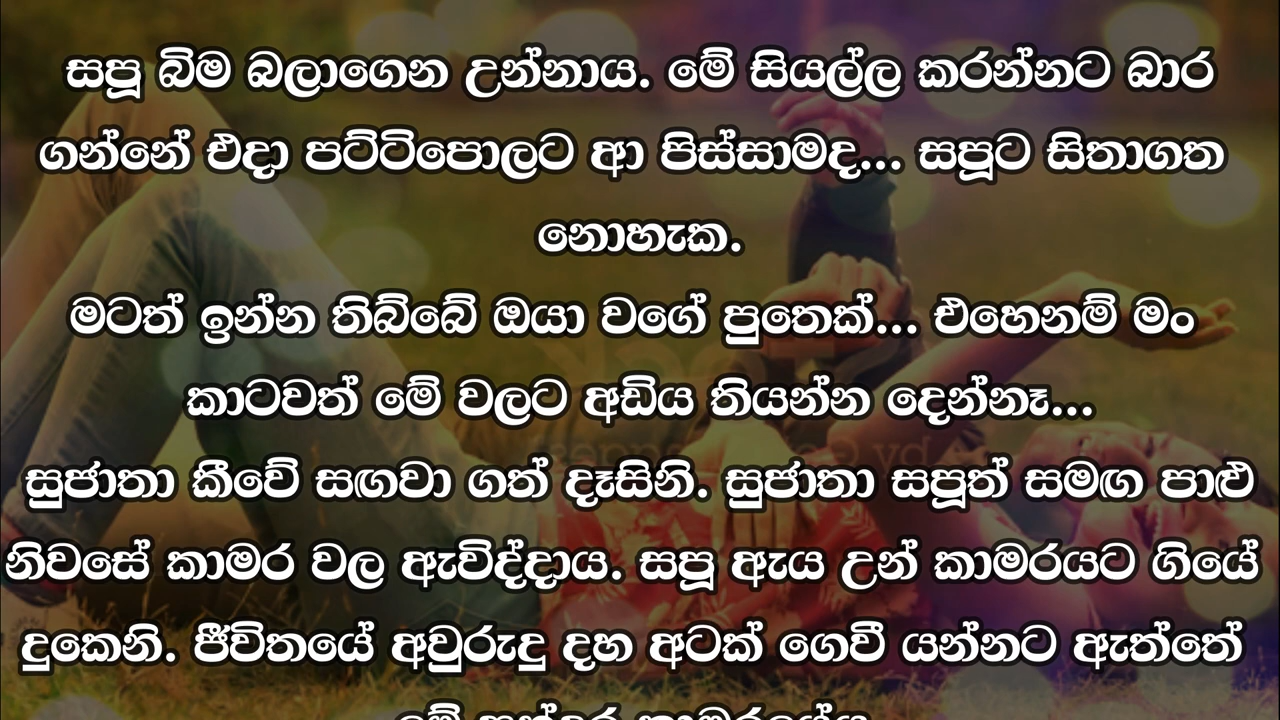 සපූ බිම බලාගෙන උන්නාය. මේ සියල්ල කරන්නට බාර
ගන්නේ එදා පට්ටිපොලට ආ පිස්සාමද... සපූට සිතාගත
නොහැක.
මටත් ඉන්න තිබ්බේ ඔයා වගේ පුතෙක්... එහෙනම් මං
කාටවත් මේ වලට අඩිය තියන්න දෙන්නෑ...
සුජාතා කීවේ සඟවා ගත් දෑසිනි. සුජාතා සපූත් සමඟ පාළු
නිවසේ කාමර වල ඇවිද්දාය. සපූ ඇය උන් කාමරයට ගියේ
දුකෙනි. ජීවිතයේ අවුරුදු දහ අටක් ගෙවී යන්නට ඇත්තේ